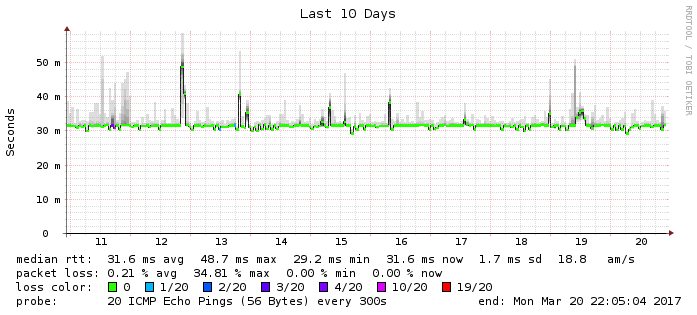 Last 10 Days
RRDTOOL / TOBI OETIKER
Seconds
50 m
40 m
30 m
20 m
10 m
0
11 12 13 14 15 16 17 18 19 20
median rtt: 31.6 ms avg 48.7 ms max 29.2 ms min 31.6 ms now 1.7 ms sd 18.8 am/s
packet loss: 0.21 % avg 34.81 % max 0.00 % min 0.00 % now
loss color: 0 1/20 2/20 3/20 4/20 10/20 19/20
probe: 20 ICMP Echo Pings (56 Bytes) every 300s end: Mon Mar 20 22:05:04 2017